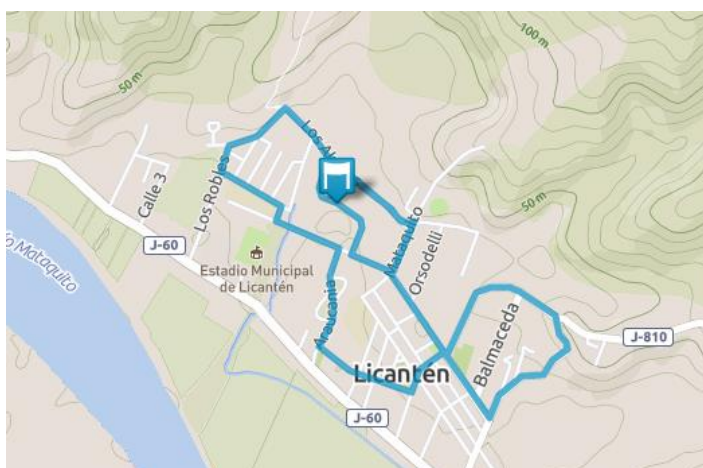 100 m
50 m
Los Al
Los Robles
Calle 3
50 m
Mataquito
Orsodelli
J-60
Mataquito
Estadio Municipal
de Licantén
Araucanía
J-810
Balmaceda
Licantén
J-60